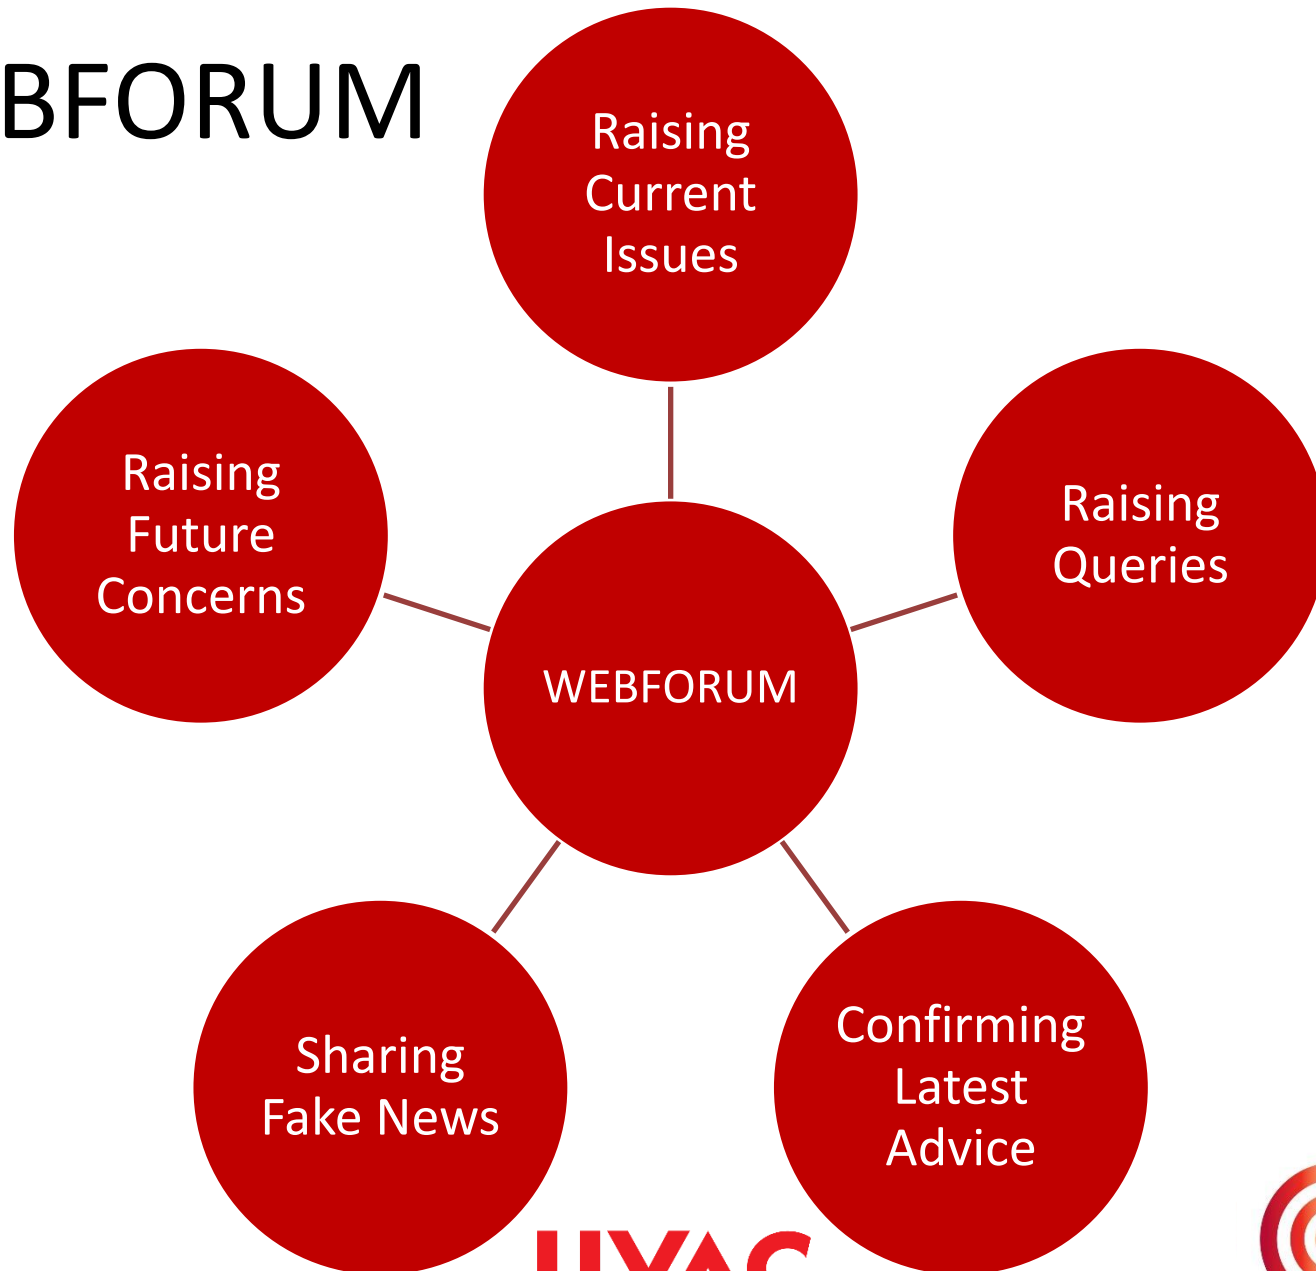 BFORUM
Raising
Current
Issues
Raising
Future
Concerns
Raising
Queries
WEBFORUM
Sharing
Fake News
Confirming
Latest
Advice